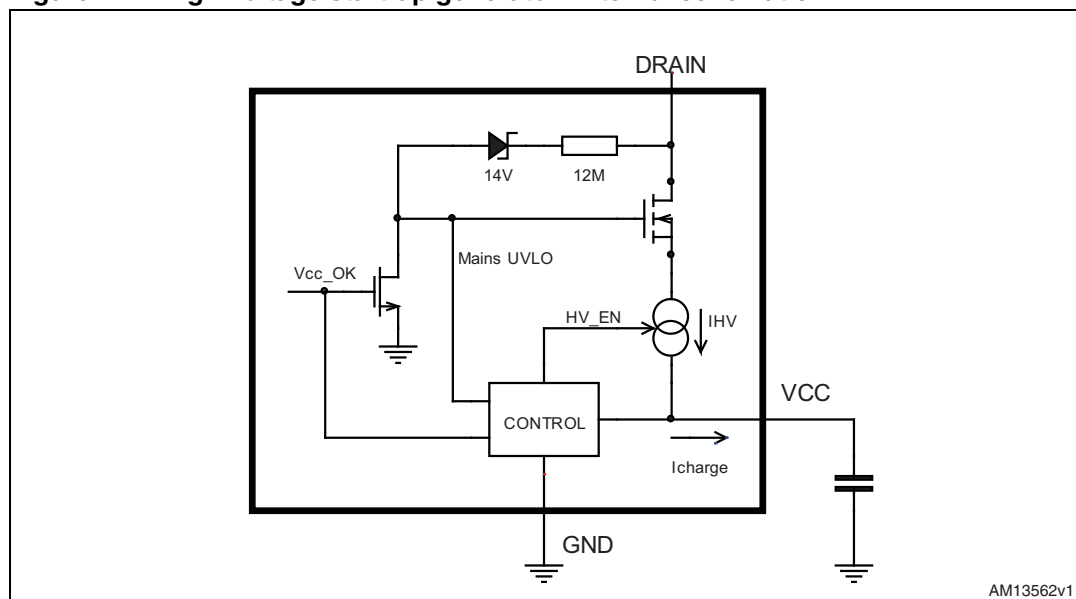 DRAIN
14V
12M
Mains UVLO
Vcc_OK
HV_EN
IHV
VCC
CONTROL
Icharge
GND
AM13562v1